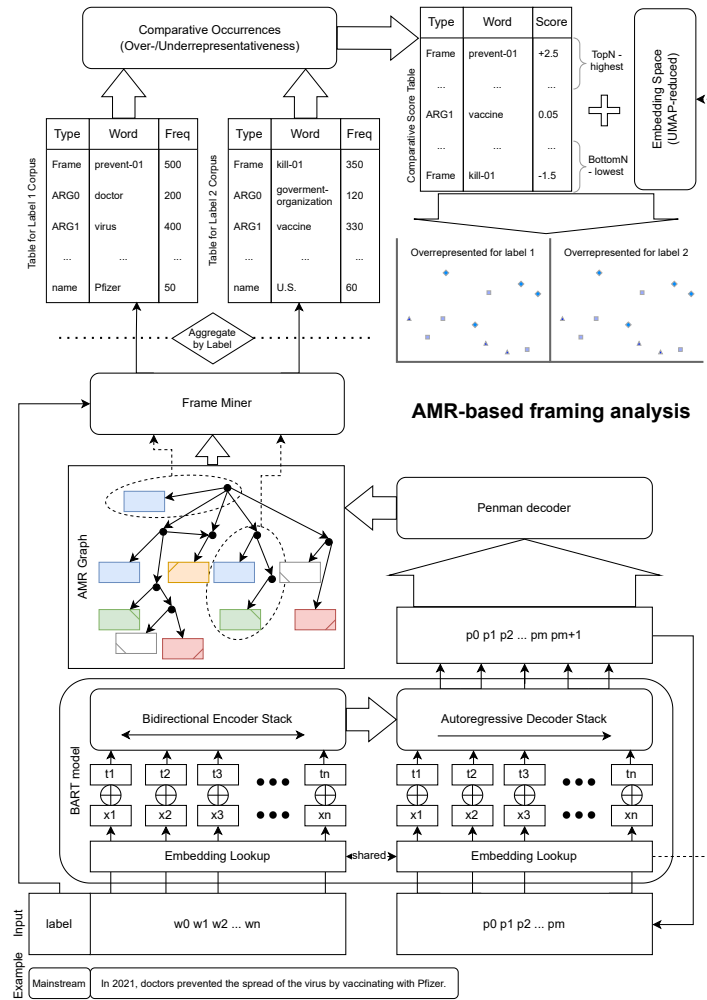 Comparative Occurrences
(Over-/Underrepresentativeness)
Comparative Score Table
Type Word Score
Frame prevent-01 +2.5
... ... ...
ARG1 vaccine 0.05
... ... ...
Frame kill-01 -1.5
TopN -
highest
BottomN
- lowest
Embedding Space
(UMAP-reduced)
Table for Label 1 Corpus
Type Word Freq
Frame prevent-01 500
ARG0 doctor 200
ARG1 virus 400
... ... ...
name Pfizer 50
Table for Label 2 Corpus
Type Word Freq
Frame kill-01 350
ARG0 goverment-
organization 120
ARG1 vaccine 330
... ... ...
name U.S. 60
Overrepresented for label 1
Overrepresented for label 2
Aggregate
by Label
Frame Miner
AMR-based framing analysis
AMR Graph
Penman decoder
p0 p1 p2 ... pm pm+1
BART model
Bidirectional Encoder Stack
Autoregressive Decoder Stack
t1 t2 t3 tn
t1 t2 t3 tn
x1 x2 x3 xn
x1 x2 x3 xn
Embedding Lookup
shared
Embedding Lookup
Input
label
w0 w1 w2 ... wn
p0 p1 p2 ... pm
Example
Mainstream
In 2021, doctors prevented the spread of the virus by vaccinating with Pfizer.